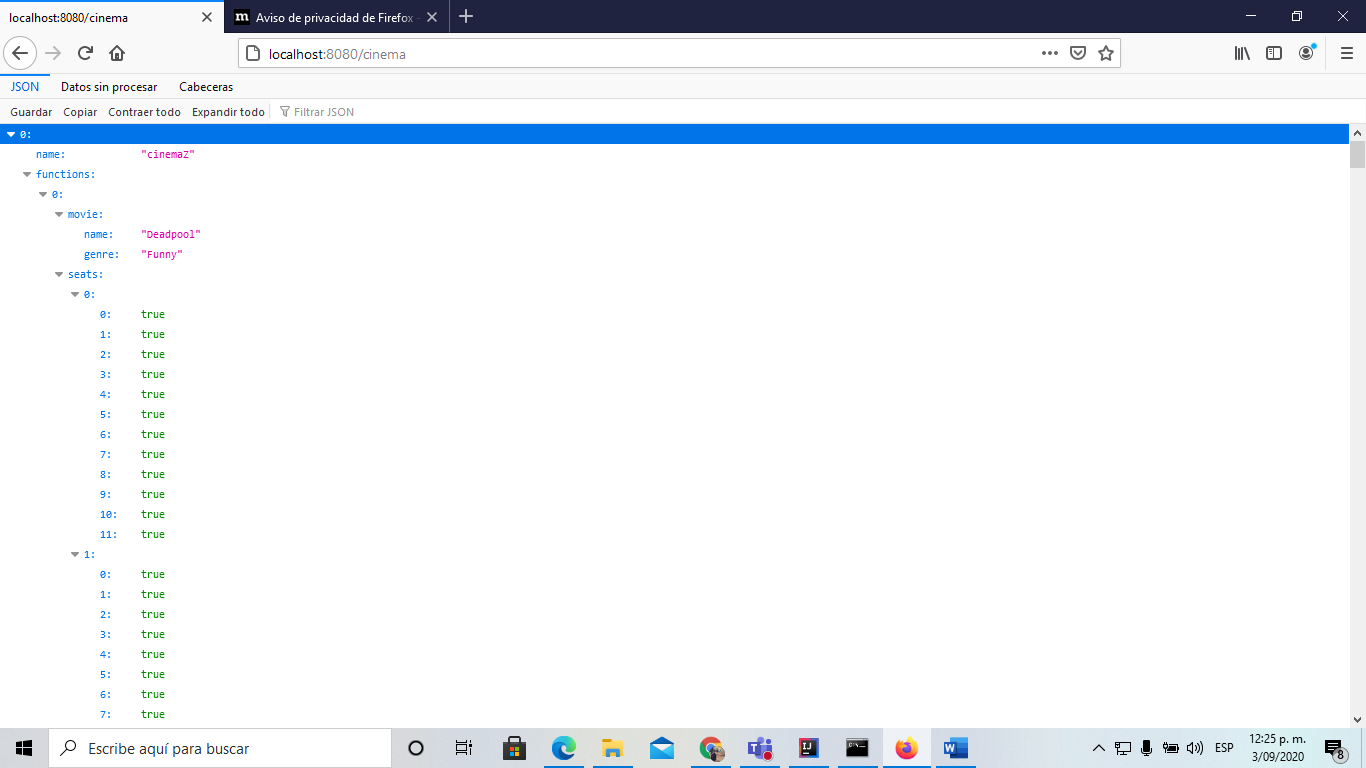 localhost:8080/cinema
m Aviso de privacidad de Firefox -
localhost:8080/cinema
JSON Datos sin procesar Cabeceras
Guardar Copiar Contraer todo Expandir todo Filtrar JSON
0:
name: "cinemaZ"
functions:
0:
movie:
name: "Deadpool"
genre: "Funny"
seats:
0:
0: true
1: true
2: true
3: true
4: true
5: true
6: true
7: true
8: true
9: true
10: true
11: true
1:
0: true
1: true
2: true
3: true
4: true
5: true
6: true
7: true
Escribe aquí para buscar
ESP
12:25 p. m.
3/09/2020
8